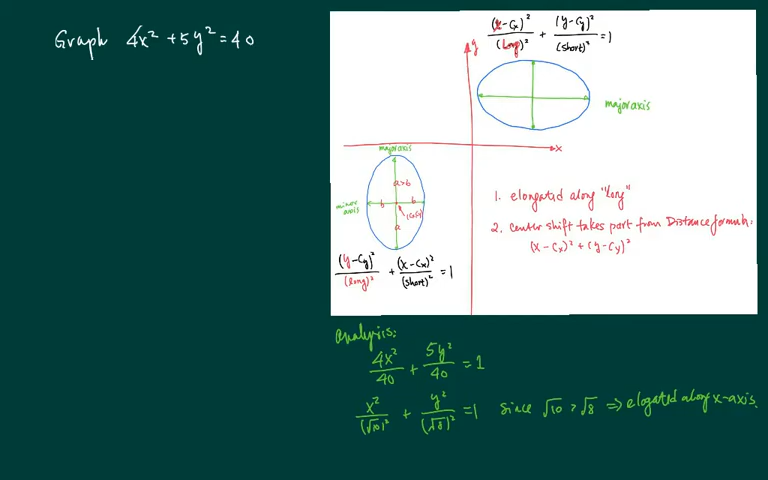 Graph 4x² + 5y² = 40
(x - Cx)² / (long)² + (y - Cy)² / (short)² = 1
y
major axis
x
major axis
a > b
minor axis
b b
a
1. elongated along "long"
2. center shift takes part from Distance formula.
(x - Cx)² + (y - Cy)²
(y - Cy)² / (long)² + (x - Cx)² / (short)² = 1
Analysis:
4x² / 40 + 5y² / 40 = 1
x² / (√10)² + y² / (√8)² = 1 since √10 > √8 ⇒ elogated along x-axis.